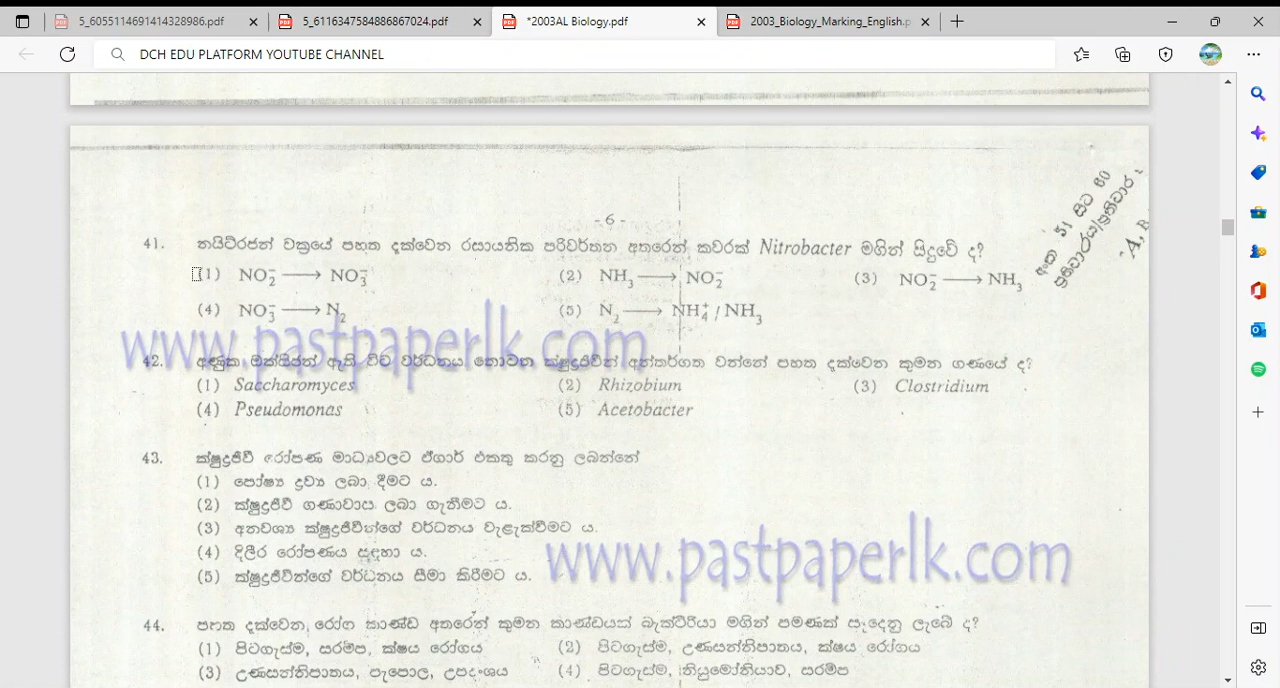 6055114691414328986.pdf 5_6116347584886867024.pdf *2003AL Biology.pdf 2003_Biology_Marking_English.p
DCH EDU PLATFORM YOUTUBE CHANNEL
- 6 -
අංක 51 සිට 60
A, B
41. නයිට්රජන් චක්‍රයේ පහත දැක්වෙන රසායනික පරිවර්තන අතරෙන් කවරක් Nitrobacter මගින් සිදුවේ ද?
(1) NO₂⁻ ⟶ NO₃⁻ (2) NH₃ ⟶ NO₂⁻ (3) NO₂⁻ ⟶ NH₃
(4) NO₃⁻ ⟶ N₂ (5) N₂ ⟶ NH₄⁺ / NH₃
www.pastpaperlk.com
42. අණුක ඔක්සිජන් ඇති විට වර්ධනය නොවන ක්ෂුද්‍රජීවීන් අන්තර්ගත වන්නේ පහත දැක්වෙන කුමන ගණයේ ද?
(1) Saccharomyces (2) Rhizobium (3) Clostridium
(4) Pseudomonas (5) Acetobacter
43. ක්ෂුද්‍රජීවී රෝපණ මාධ්‍යවලට ඒගාර් එකතු කරනු ලබන්නේ
(1) පෝෂ්‍ය ද්‍රව්‍ය ලබා දීමට ය.
(2) ක්ෂුද්‍රජීවී ගණාවාස ලබා ගැනීමට ය.
(3) අනවශ්‍ය ක්ෂුද්‍රජීවීන්ගේ වර්ධනය වැළැක්වීමට ය.
(4) දිලීර රෝපණය සඳහා ය.
(5) ක්ෂුද්‍රජීවීන්ගේ වර්ධනය සීමා කිරීමට ය.
www.pastpaperlk.com
44. පහත දැක්වෙන රෝග කාණ්ඩ අතරෙන් කුමන කාණ්ඩයක් බැක්ටීරියා මගින් පමණක් සෑදෙනු ලැබේ ද?
(1) පිටගැස්ම, සරම්ප, ක්ෂය රෝගය (2) පිටගැස්ම, උණසන්නිපාතය, ක්ෂය රෝගය
(3) උණසන්නිපාතය, පැපොල, උපදංශය (4) පිටගැස්ම, නියුමෝනියාව, සරම්ප